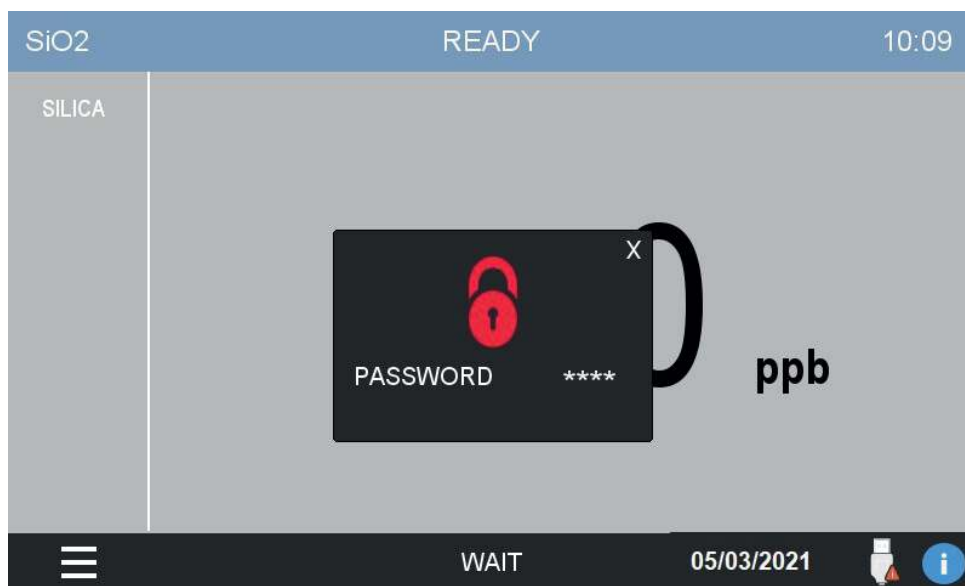 SiO2 READY 10:09
SILICA
X
PASSWORD ****
ppb
WAIT 05/03/2021 i